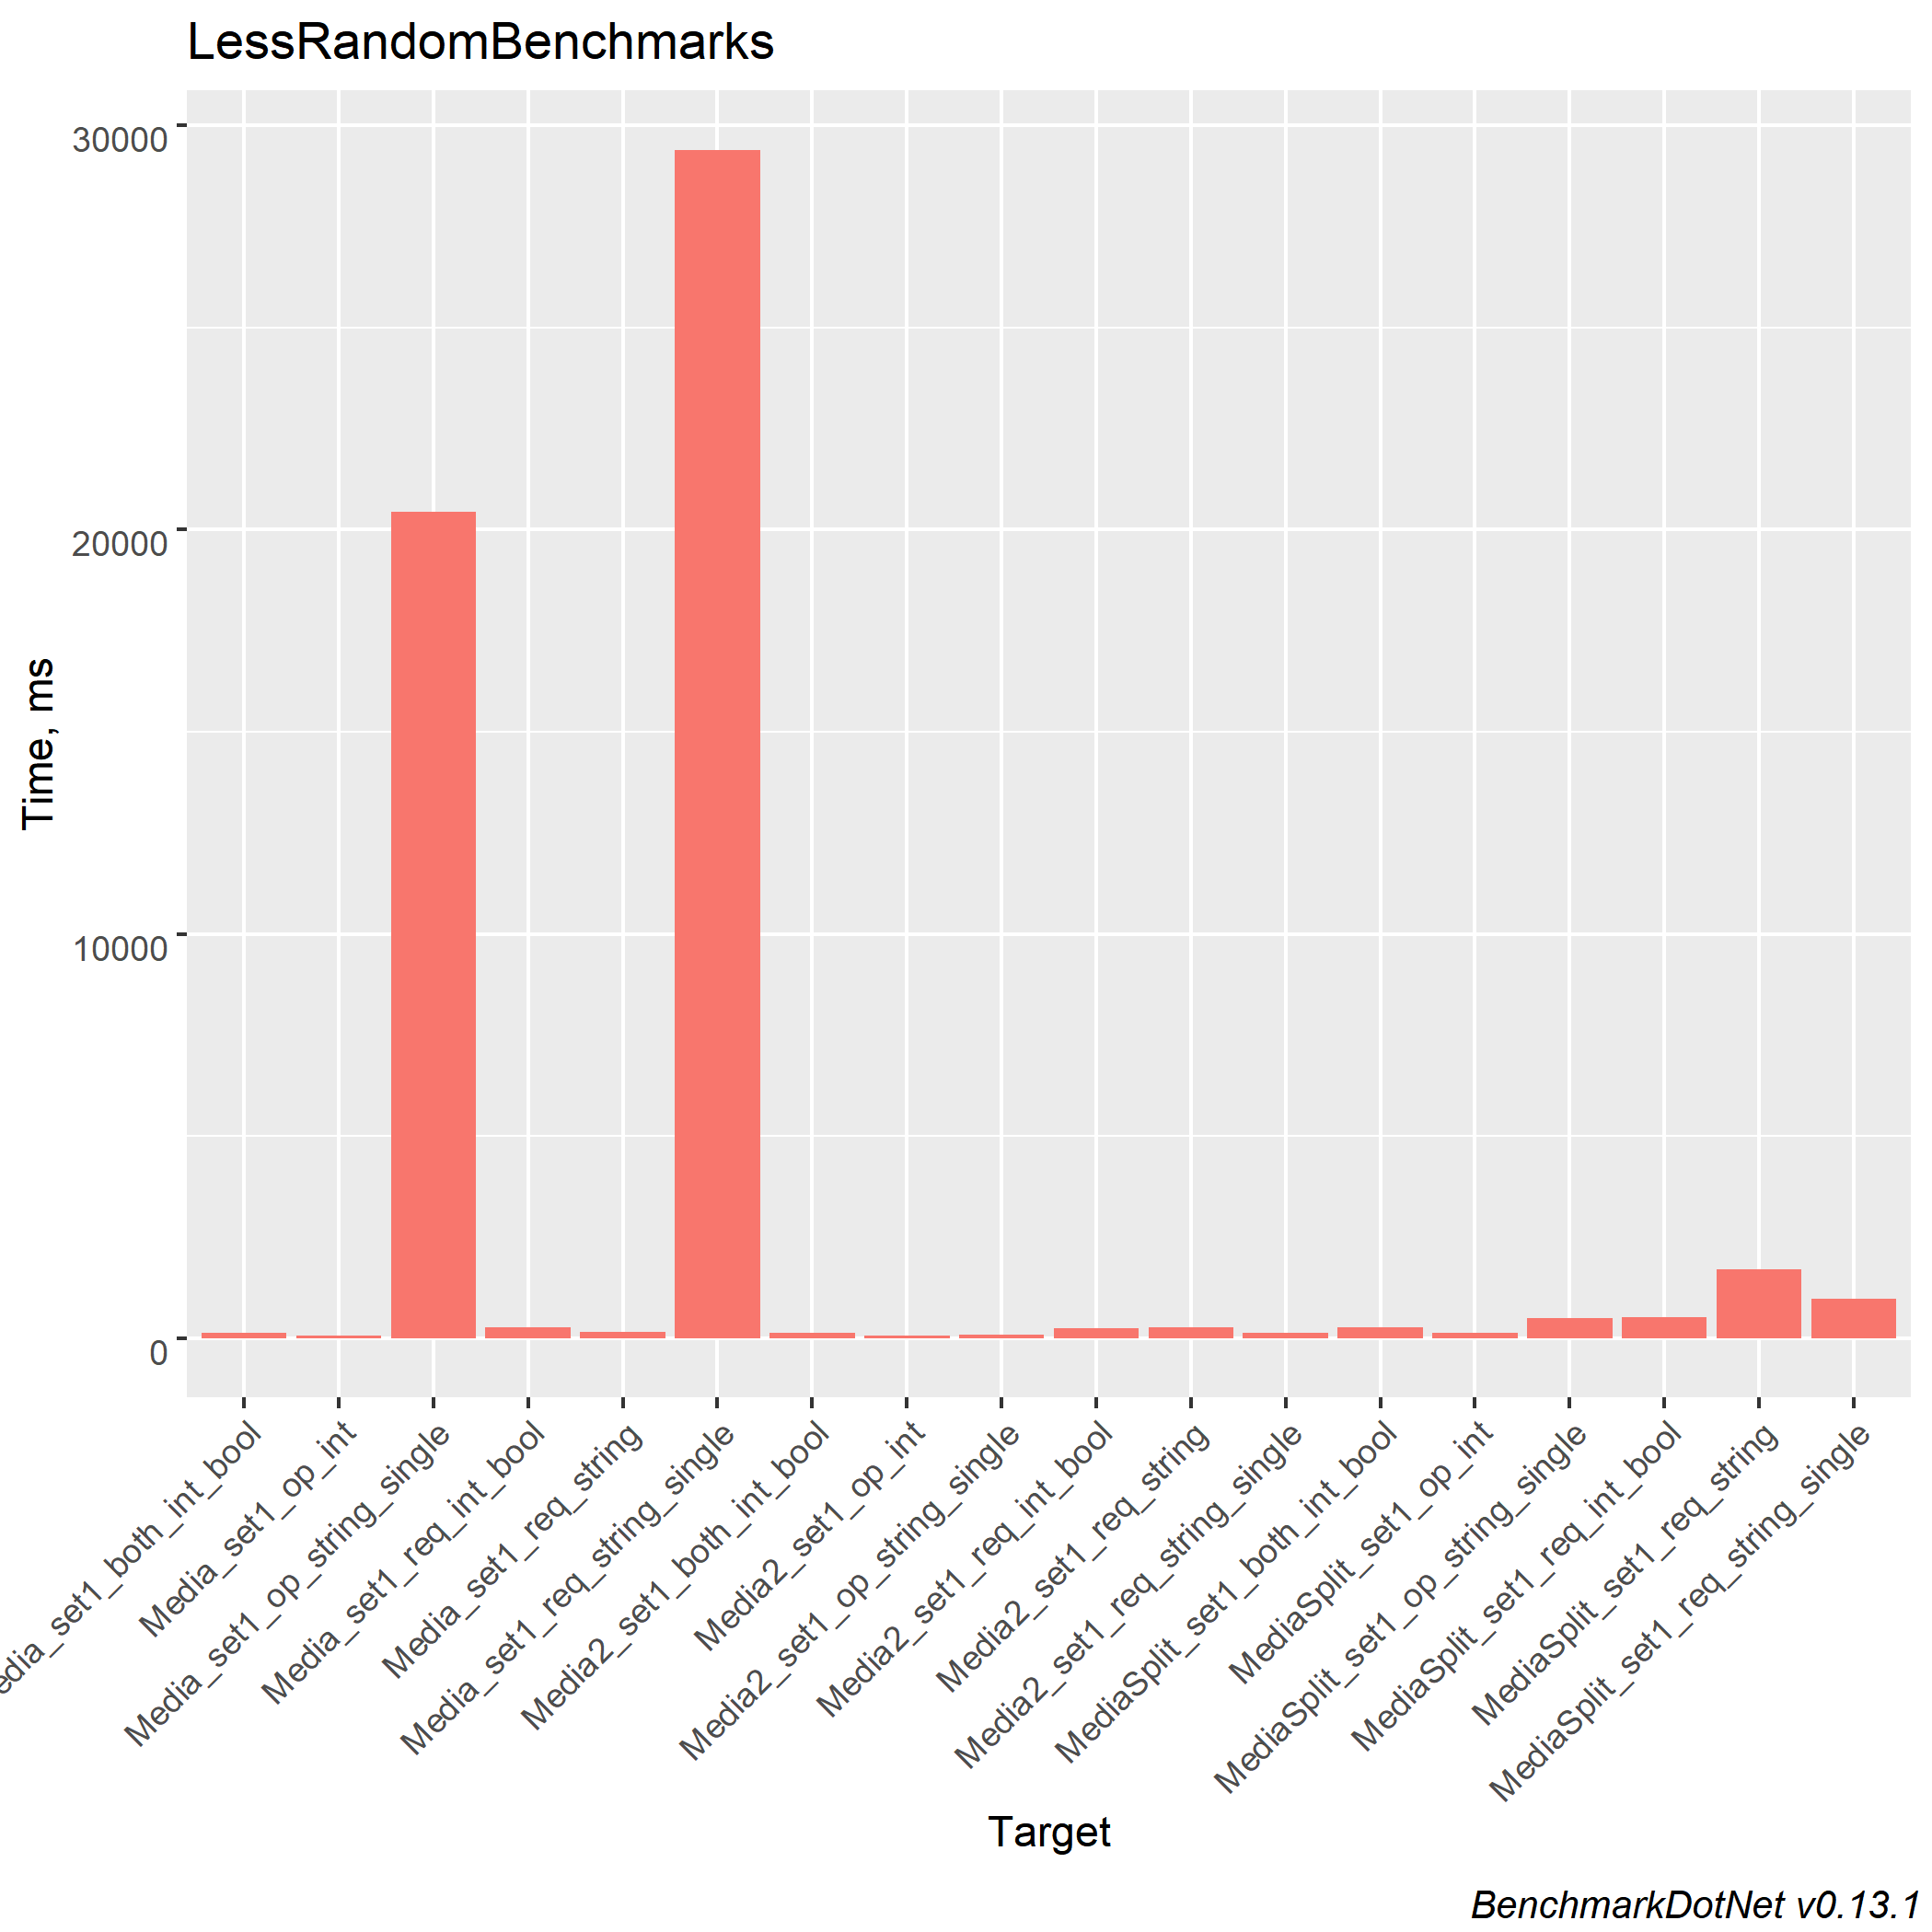 LessRandomBenchmarks
30000
20000
10000
0
Time, ms
edia_set1_both_int_bool
Media_set1_op_int
Media_set1_op_string_single
Media_set1_req_int_bool
Media_set1_req_string
Media_set1_req_string_single
Media2_set1_both_int_bool
Media2_set1_op_int
Media2_set1_op_string_single
Media2_set1_req_int_bool
Media2_set1_req_string
Media2_set1_req_string_single
MediaSplit_set1_both_int_bool
MediaSplit_set1_op_int
MediaSplit_set1_op_string_single
MediaSplit_set1_req_int_bool
MediaSplit_set1_req_string
MediaSplit_set1_req_string_single
Target
BenchmarkDotNet v0.13.1